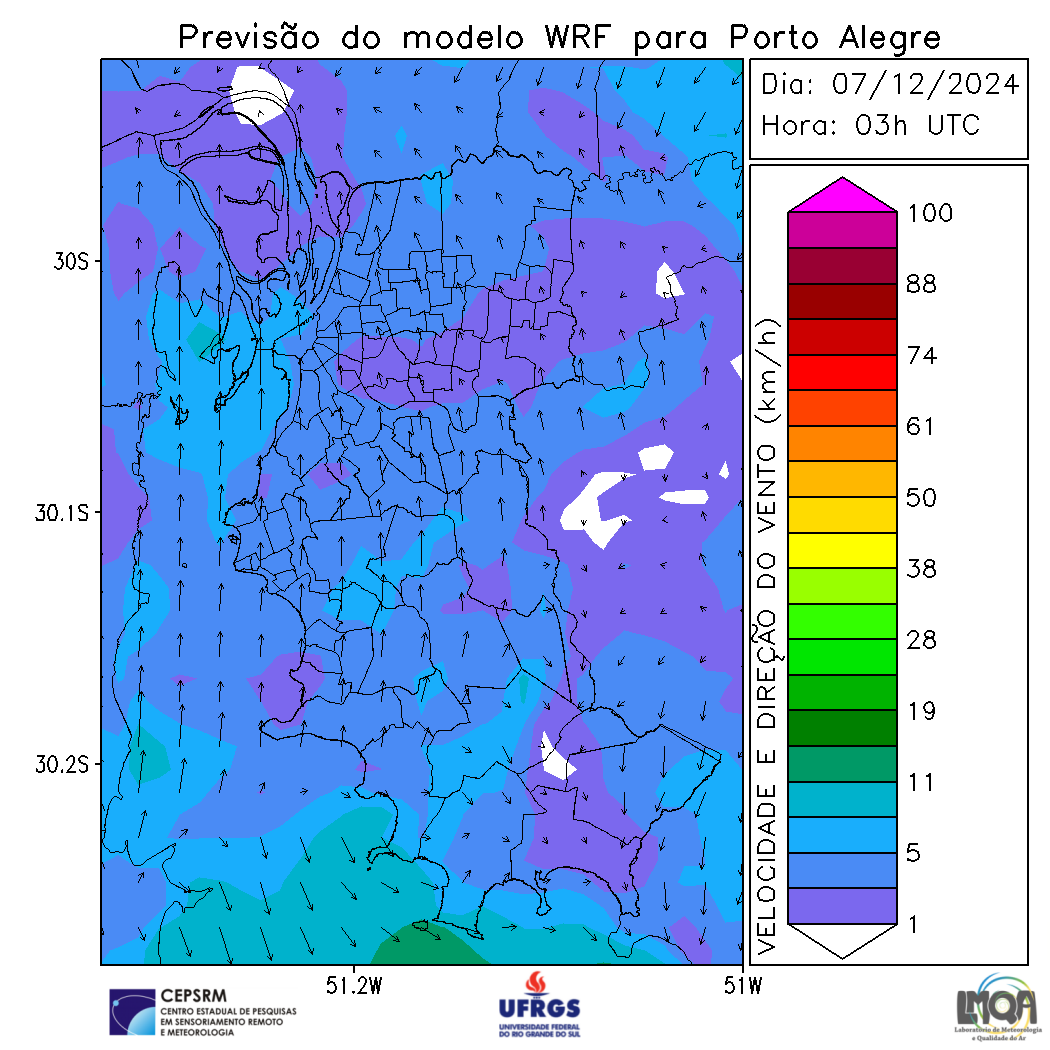 Previsão do modelo WRF para Porto Alegre
Dia: 07/12/2024
Hora: 03h UTC
30S
30.1S
30.2S
51.2W
51W
VELOCIDADE E DIREÇÃO DO VENTO (km/h)
100
88
74
61
50
38
28
19
11
5
1
CEPSRM
CENTRO ESTADUAL DE PESQUISAS
EM SENSORIAMENTO REMOTO
E METEOROLOGIA
UFRGS
UNIVERSIDADE FEDERAL
DO RIO GRANDE DO SUL
LMQA
Laboratório de Meteorologia
e Qualidade do Ar